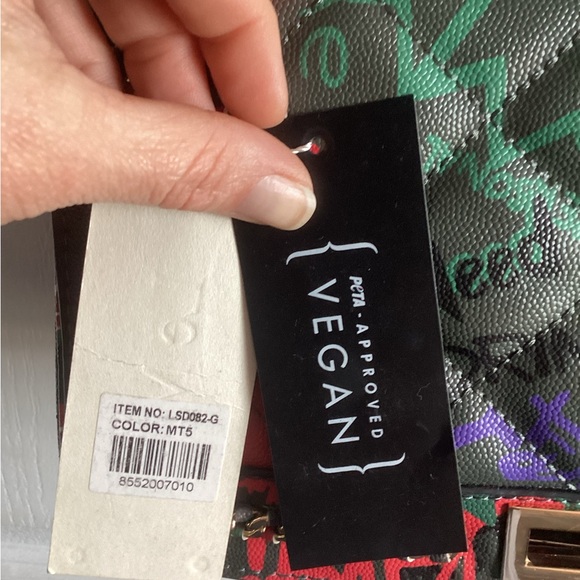 PETA - APPROVED
VEGAN
ITEM NO: LSD082-G
COLOR: MT5
8552007010